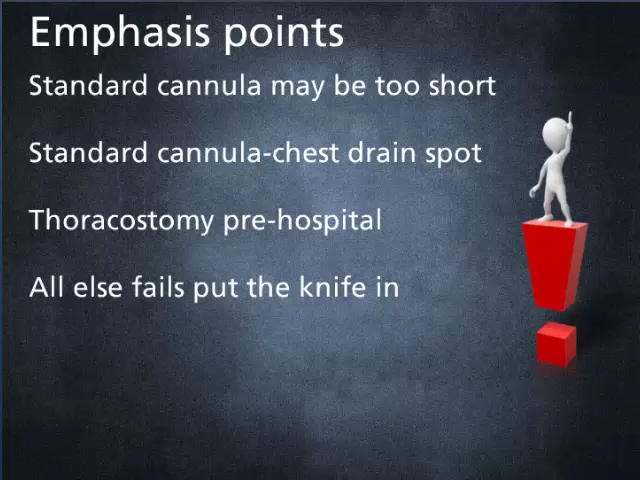 Emphasis points
Standard cannula may be too short
Standard cannula-chest drain spot
Thoracostomy pre-hospital
All else fails put the knife in